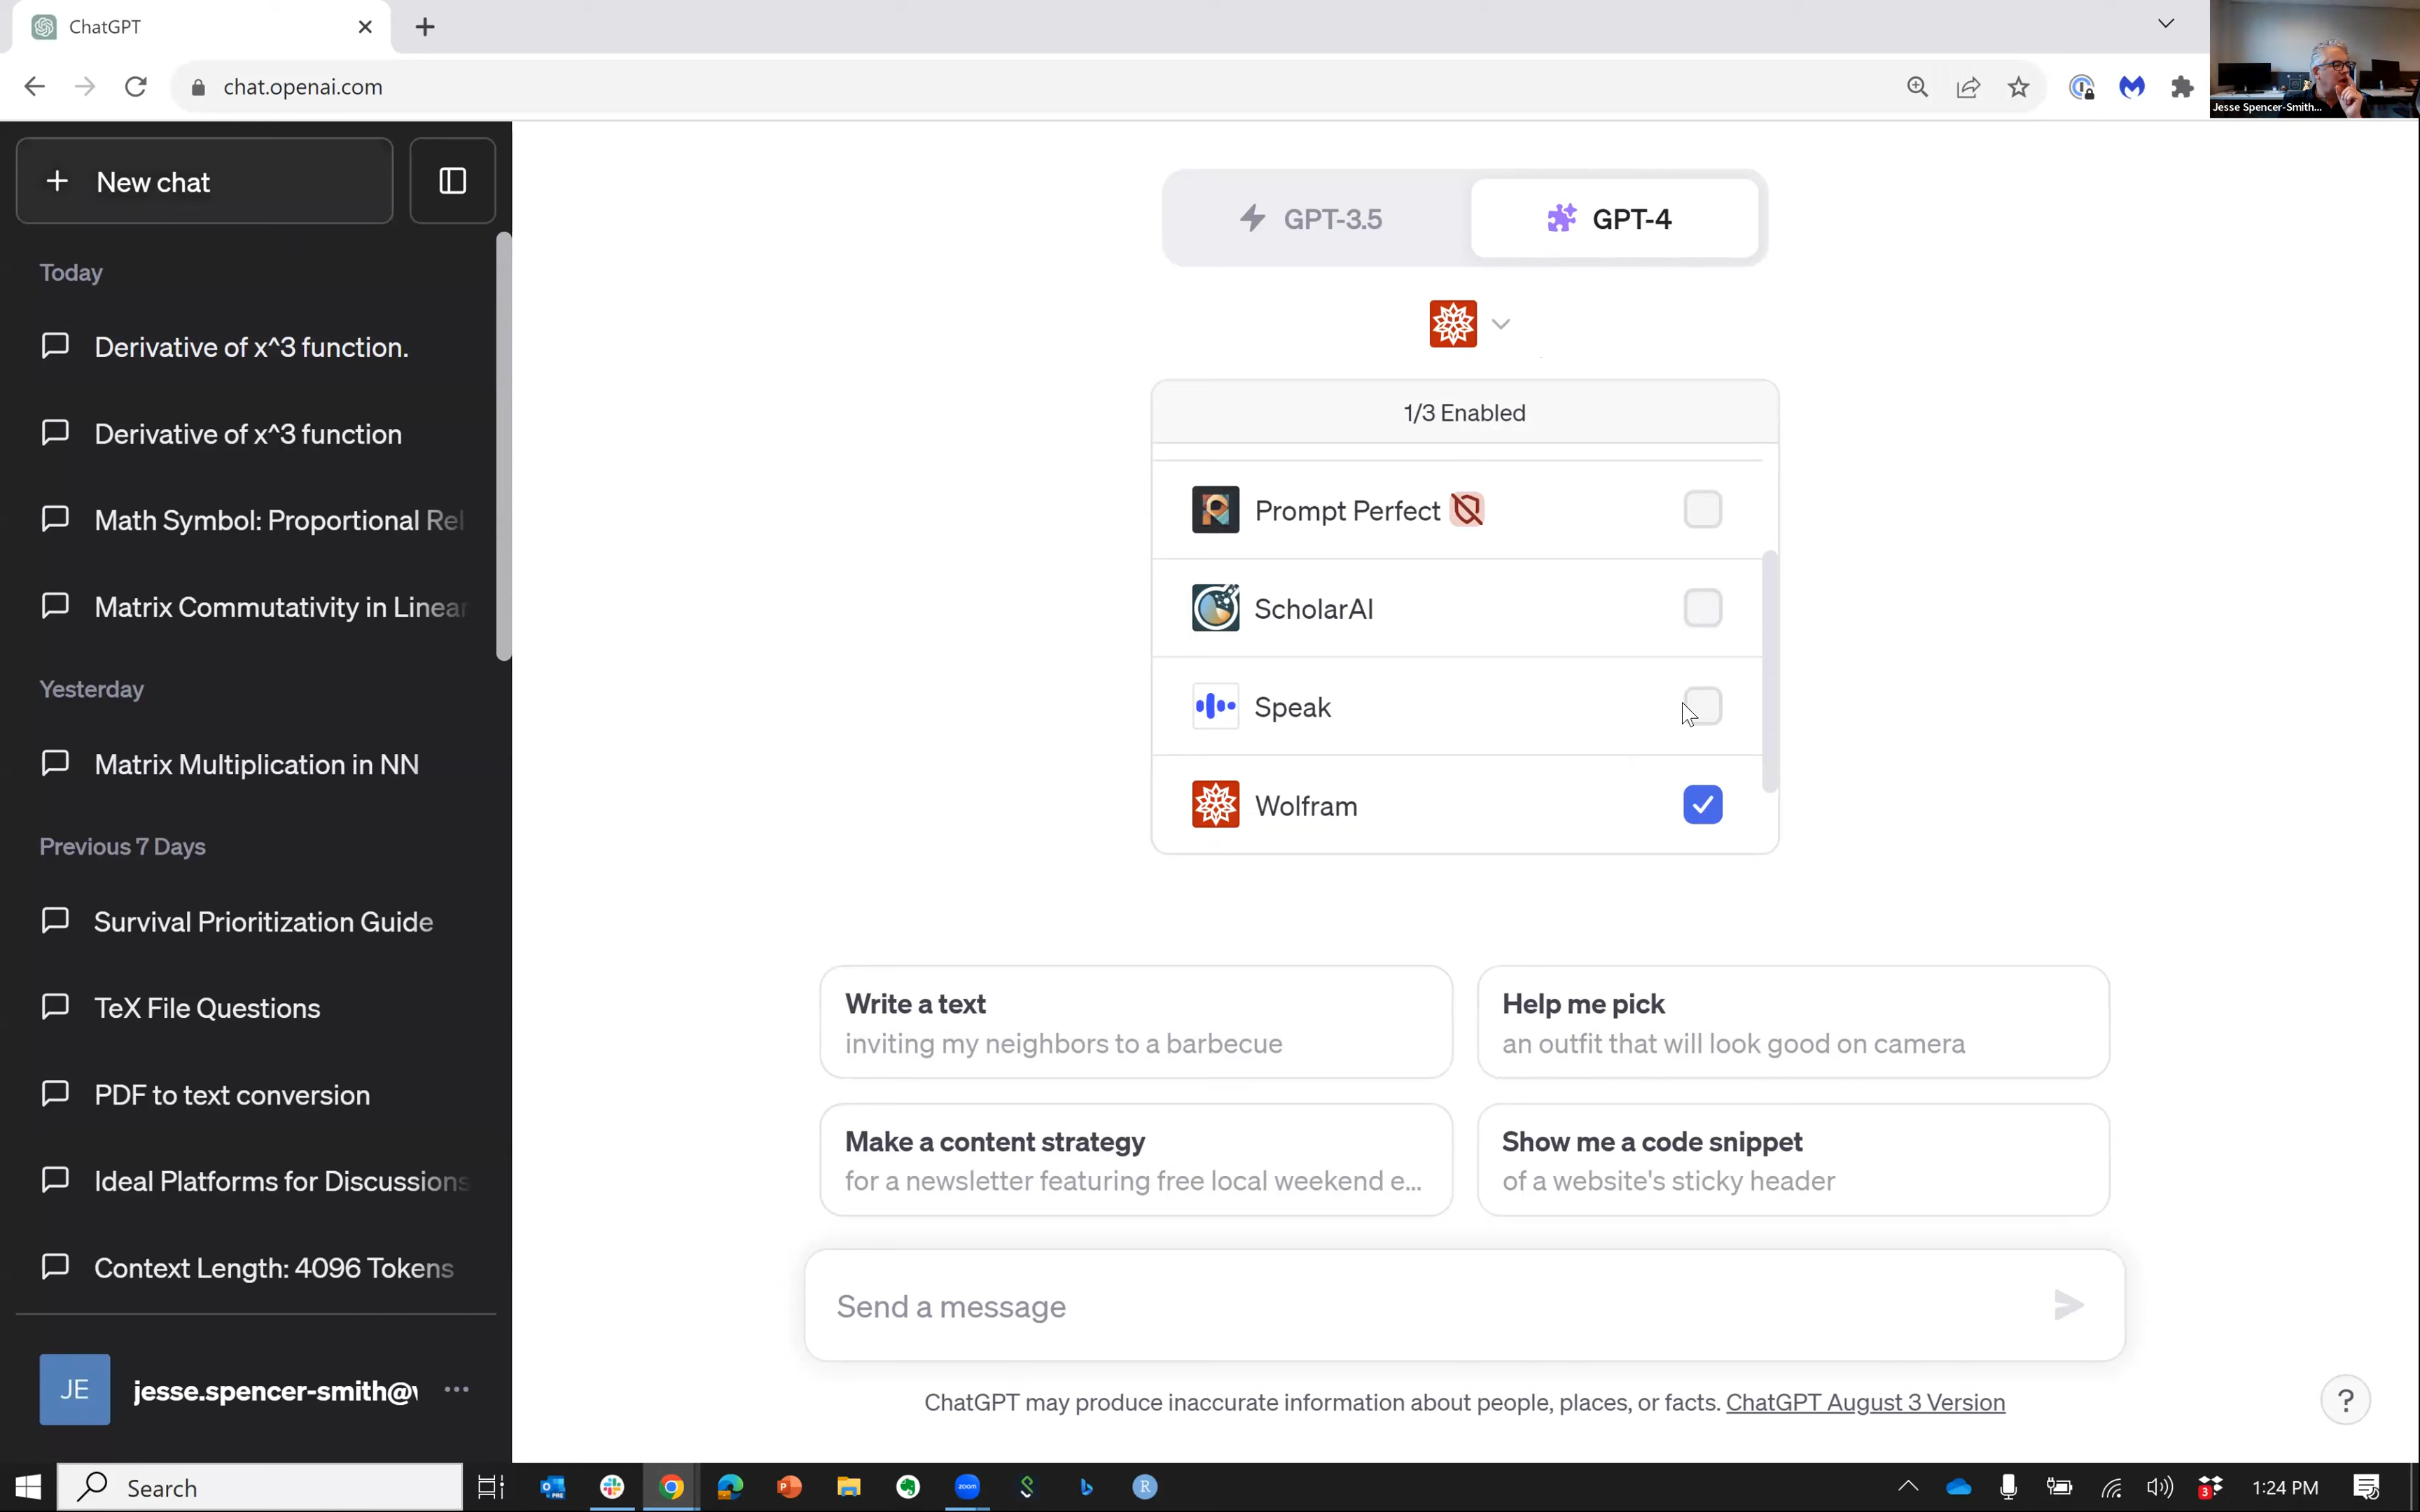 ChatGPT
chat.openai.com
Jesse Spencer-Smith...
New chat
Today
Derivative of x^3 function.
Derivative of x^3 function
Math Symbol: Proportional Rel
Matrix Commutativity in Linear
Yesterday
Matrix Multiplication in NN
Previous 7 Days
Survival Prioritization Guide
TeX File Questions
PDF to text conversion
Ideal Platforms for Discussions
Context Length: 4096 Tokens
JE
jesse.spencer-smith@v
GPT-3.5
GPT-4
1/3 Enabled
Prompt Perfect
ScholarAI
Speak
Wolfram
Write a text
inviting my neighbors to a barbecue
Help me pick
an outfit that will look good on camera
Make a content strategy
for a newsletter featuring free local weekend e...
Show me a code snippet
of a website's sticky header
Send a message
ChatGPT may produce inaccurate information about people, places, or facts. ChatGPT August 3 Version
?
Search
PRE
zoom
3
1:24 PM